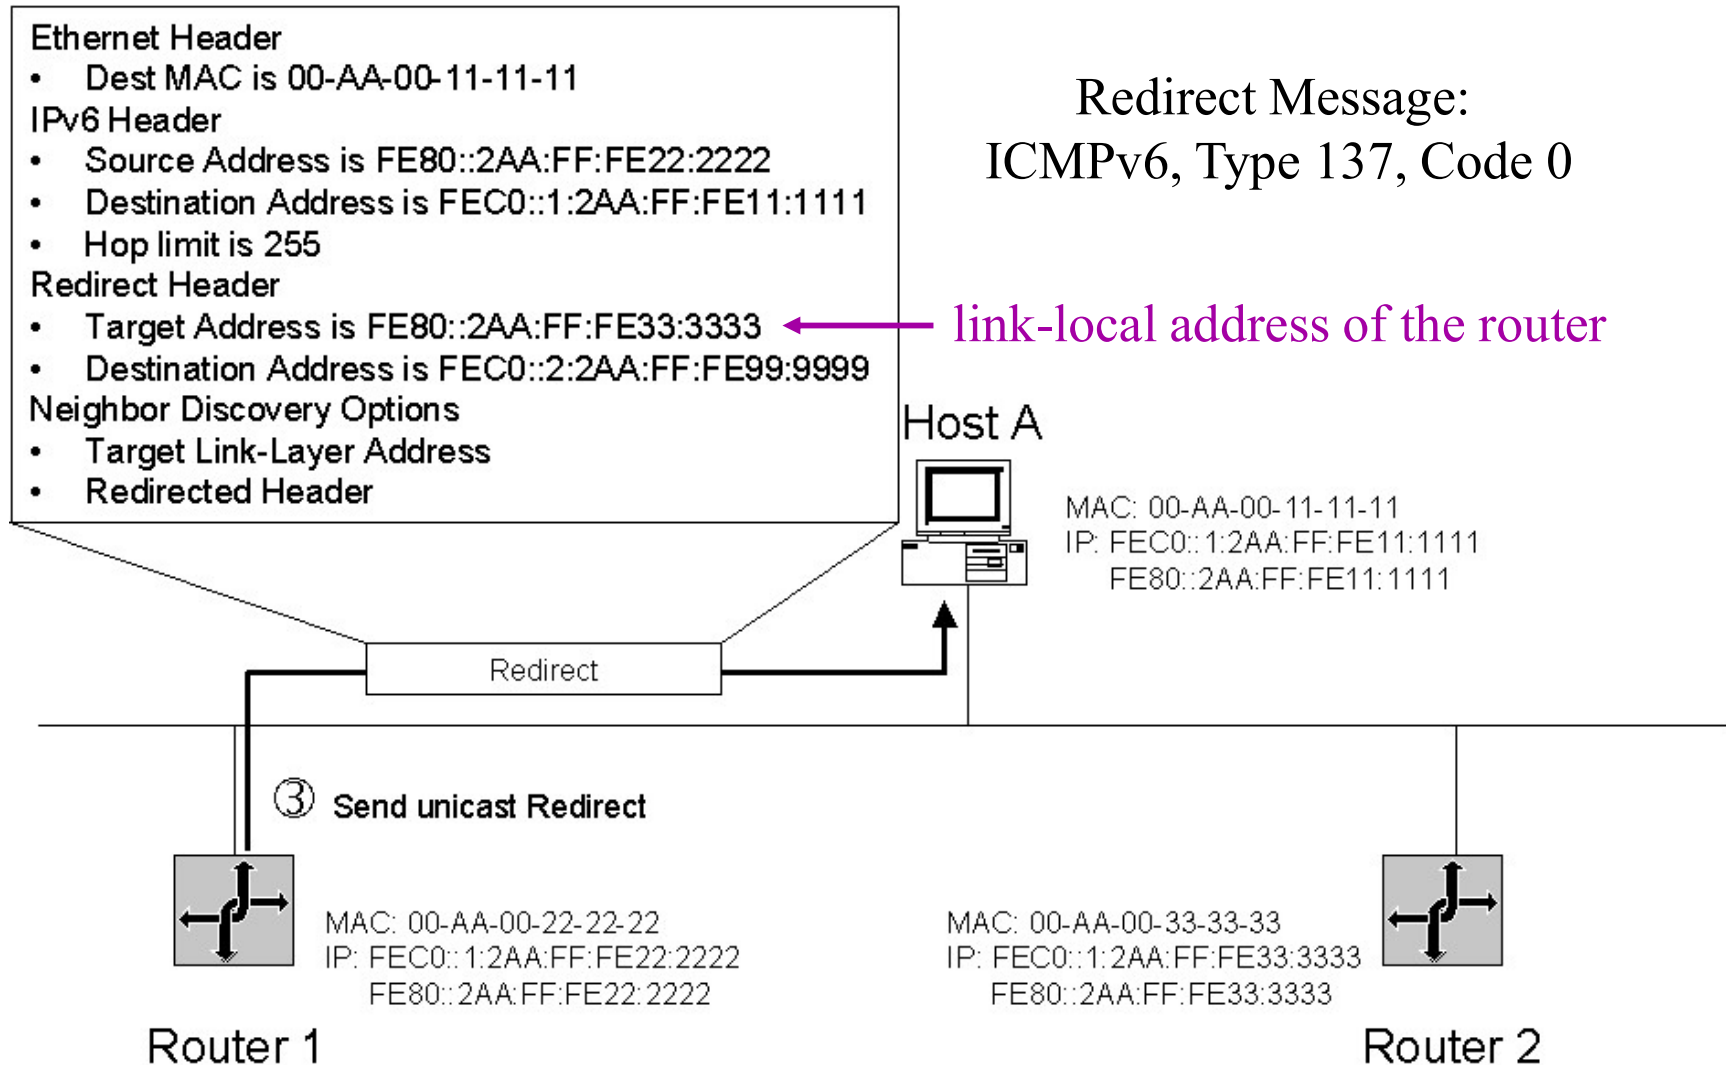 Ethernet Header
• Dest MAC is 00-AA-00-11-11-11
IPv6 Header
• Source Address is FE80::2AA:FF:FE22:2222
• Destination Address is FEC0::1:2AA:FF:FE11:1111
• Hop limit is 255
Redirect Header
• Target Address is FE80::2AA:FF:FE33:3333
• Destination Address is FEC0::2:2AA:FF:FE99:9999
Neighbor Discovery Options
• Target Link-Layer Address
• Redirected Header
Redirect Message:
ICMPv6, Type 137, Code 0
link-local address of the router
Host A
MAC: 00-AA-00-11-11-11
IP: FEC0::1:2AA:FF:FE11:1111
FE80::2AA:FF:FE11:1111
Redirect
③ Send unicast Redirect
MAC: 00-AA-00-22-22-22
IP: FEC0::1:2AA:FF:FE22:2222
FE80::2AA:FF:FE22:2222
Router 1
MAC: 00-AA-00-33-33-33
IP: FEC0::1:2AA:FF:FE33:3333
FE80::2AA:FF:FE33:3333
Router 2